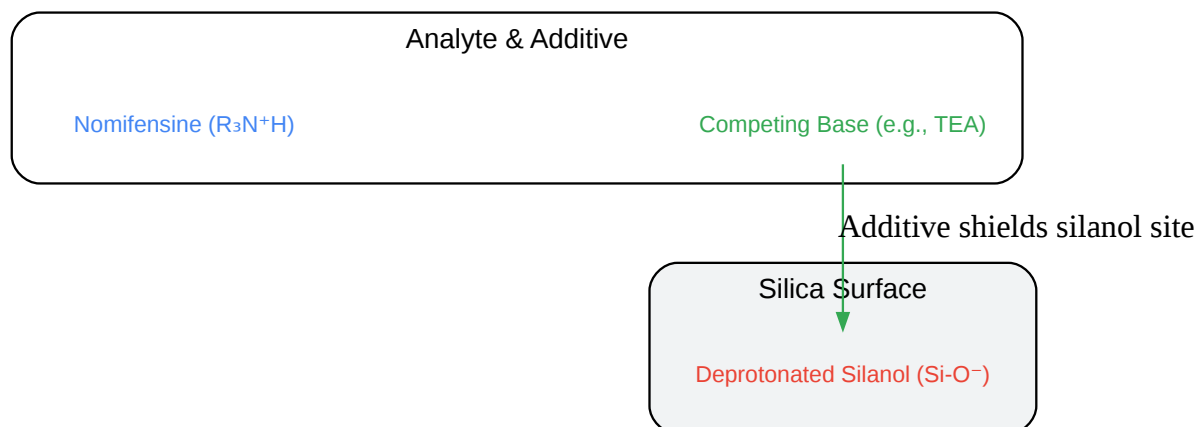 Analyte & Additive
Nomifensine (R₃N⁺H)
Competing Base (e.g., TEA)
Additive shields silanol site
Silica Surface
Deprotonated Silanol (Si-O⁻)